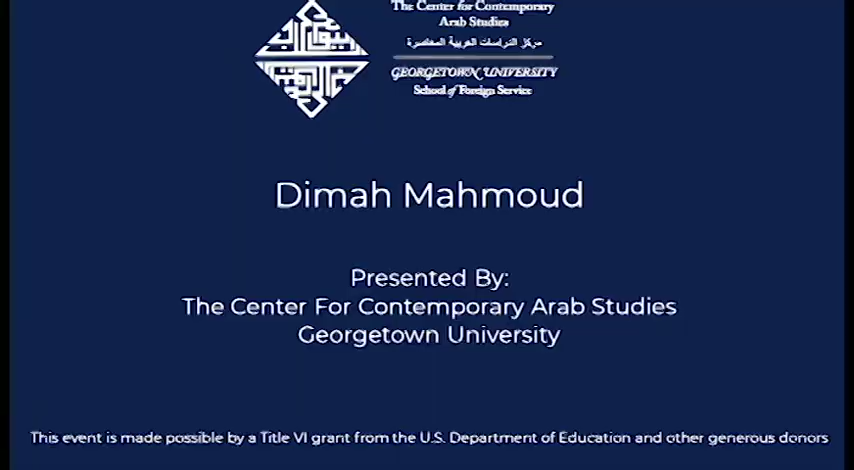 The Center for Contemporary
Arab Studies
مركز الدراسات العربية المعاصرة
GEORGETOWN UNIVERSITY
School of Foreign Service
Dimah Mahmoud
Presented By:
The Center For Contemporary Arab Studies
Georgetown University
This event is made possible by a Title VI grant from the U.S. Department of Education and other generous donors